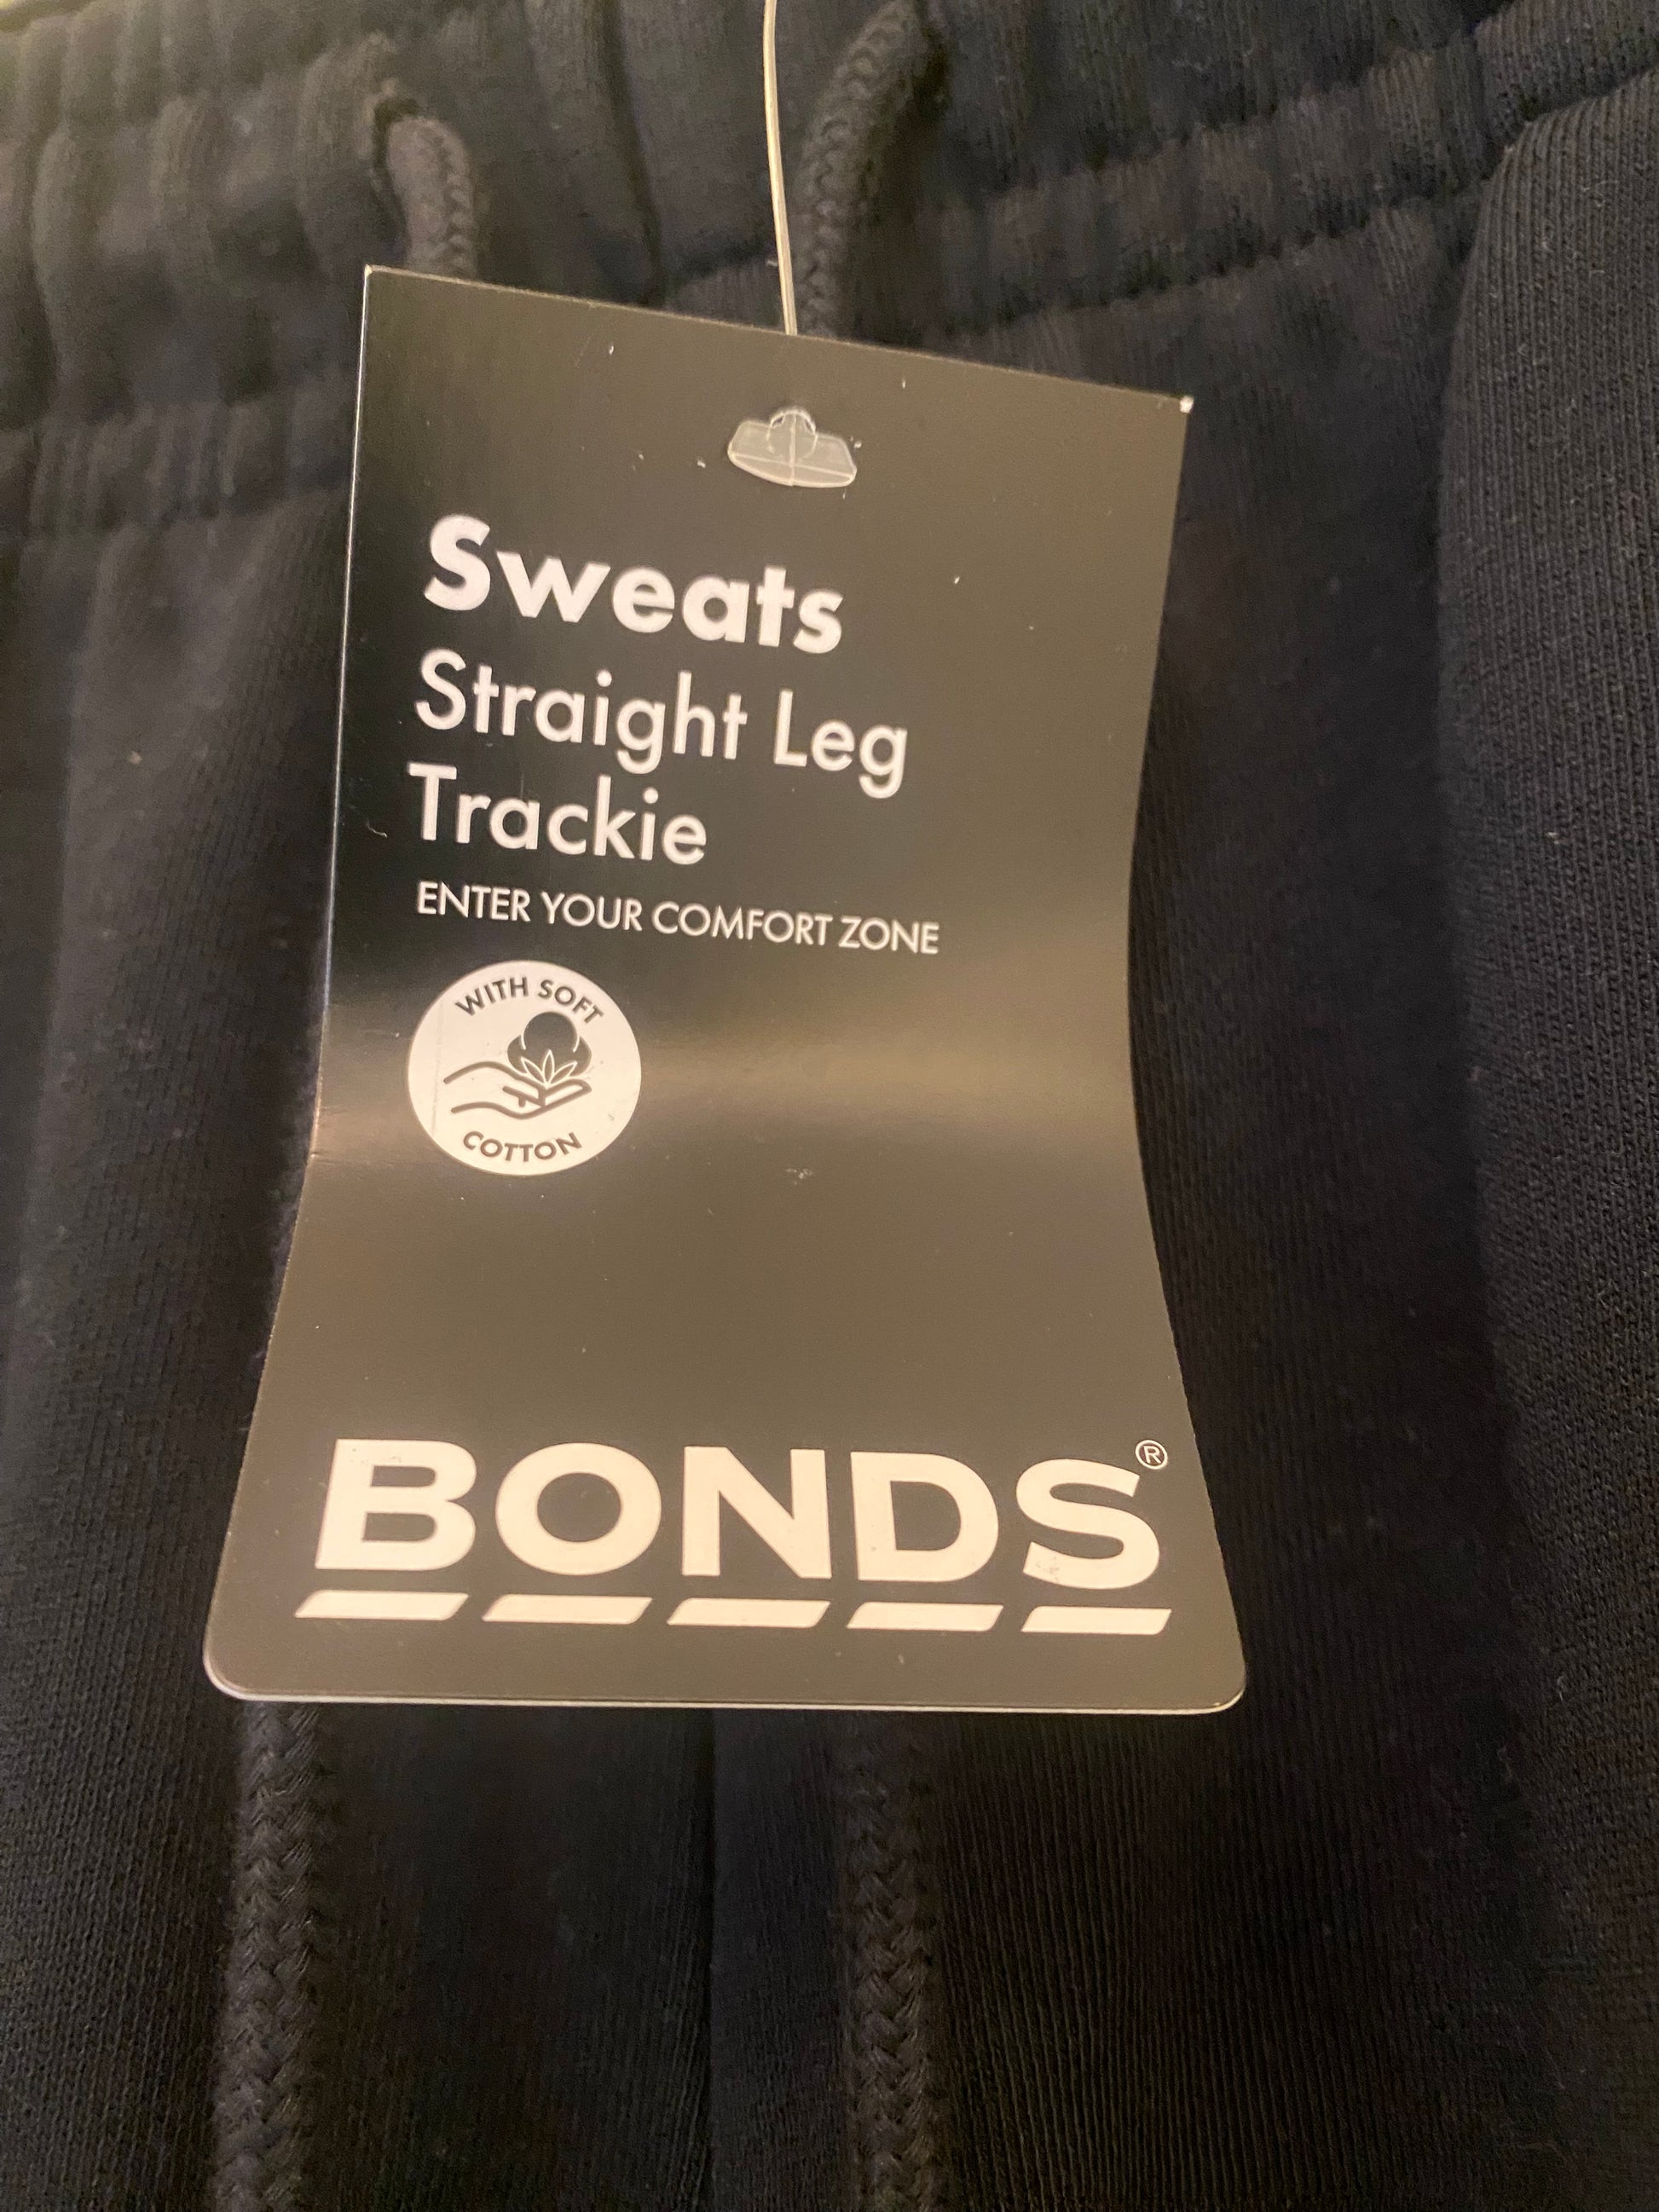 Sweats
Straight Leg
Trackie
ENTER YOUR COMFORT ZONE
WITH SOFT
COTTON
BONDS®